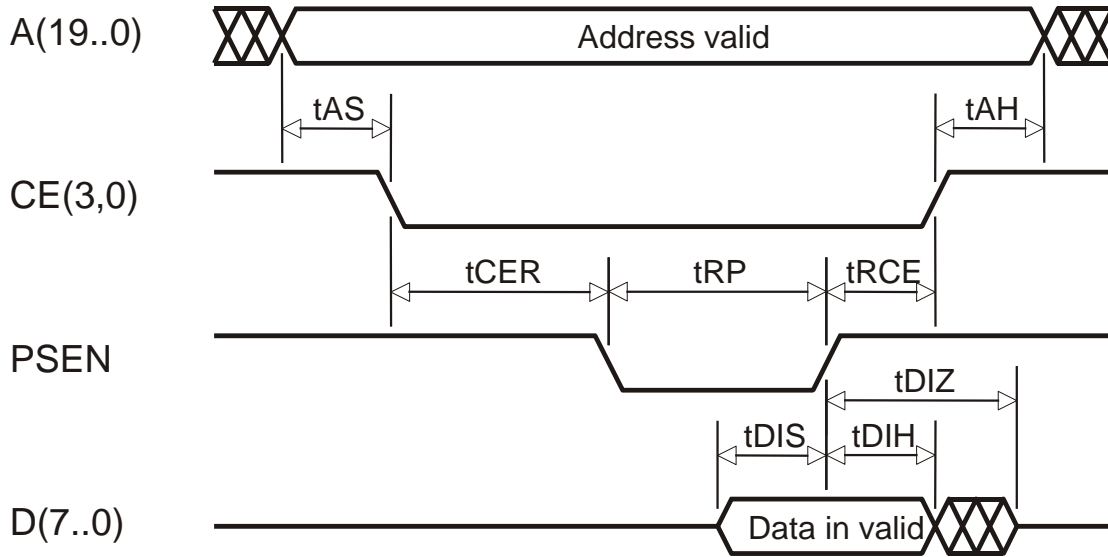 A(19..0)
Address valid
tAS
tAH
CE(3,0)
tCER
tRP
tRCE
PSEN
tDIZ
tDIS
tDIH
D(7..0)
Data in valid